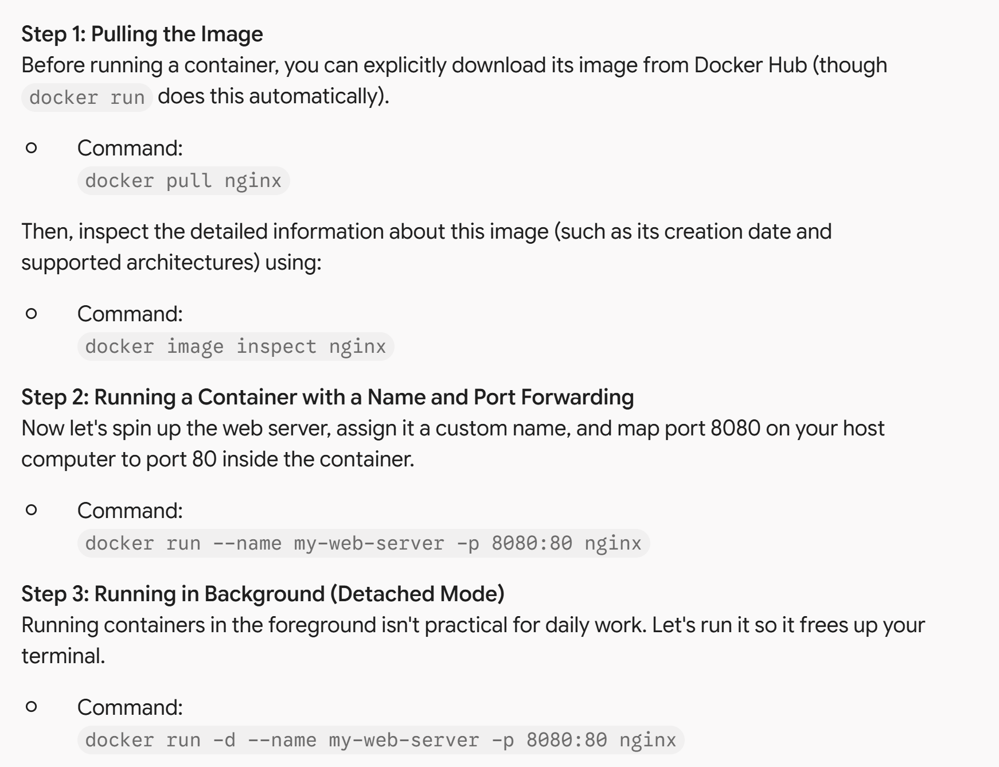 Step 1: Pulling the Image
Before running a container, you can explicitly download its image from Docker Hub (though
docker run does this automatically).
Command:
docker pull nginx
Then, inspect the detailed information about this image (such as its creation date and
supported architectures) using:
Command:
docker image inspect nginx
Step 2: Running a Container with a Name and Port Forwarding
Now let's spin up the web server, assign it a custom name, and map port 8080 on your host
computer to port 80 inside the container.
Command:
docker run --name my-web-server -p 8080:80 nginx
Step 3: Running in Background (Detached Mode)
Running containers in the foreground isn't practical for daily work. Let's run it so it frees up your
terminal.
Command:
docker run -d --name my-web-server -p 8080:80 nginx